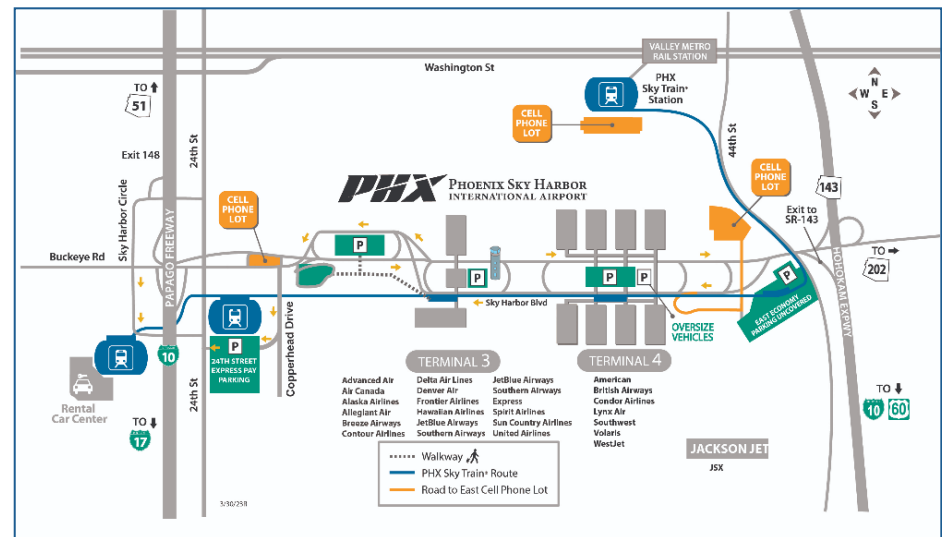 VALLEY METRO
RAIL STATION
Washington St
PHX
Sky Train®
Station
N
W E
S
TO
51
CELL
PHONE
LOT
44th St
24th St
Exit 148
CELL
PHONE
LOT
143
Sky Harbor Circle
PHX PHOENIX SKY HARBOR
INTERNATIONAL AIRPORT
CELL
PHONE
LOT
Exit to
SR-143
PAPAGO FREEWAY
HOHOKAM EXPWY
P
Buckeye Rd
TO
202
P
P
P
P
Sky Harbor Blvd
EAST ECONOMY
PARKING UNCOVERED
OVERSIZE
VEHICLES
Copperhead Drive
P
10
24TH STREET
EXPRESS PAY
PARKING
TERMINAL 3
TERMINAL 4
Rental
Car Center
24th St
TO
17
TO
10 60
Advanced Air
Air Canada
Alaska Airlines
Allegiant Air
Breeze Airways
Contour Airlines
Delta Air Lines
Denver Air
Frontier Airlines
Hawaiian Airlines
JetBlue Airways
Southern Airways
JetBlue Airways
Southern Airways
Express
Spirit Airlines
Sun Country Airlines
United Airlines
American
British Airways
Condor Airlines
Lynx Air
Southwest
Volaris
WestJet
JACKSON JET
JSX
Walkway
PHX Sky Train® Route
Road to East Cell Phone Lot
3/30/23B